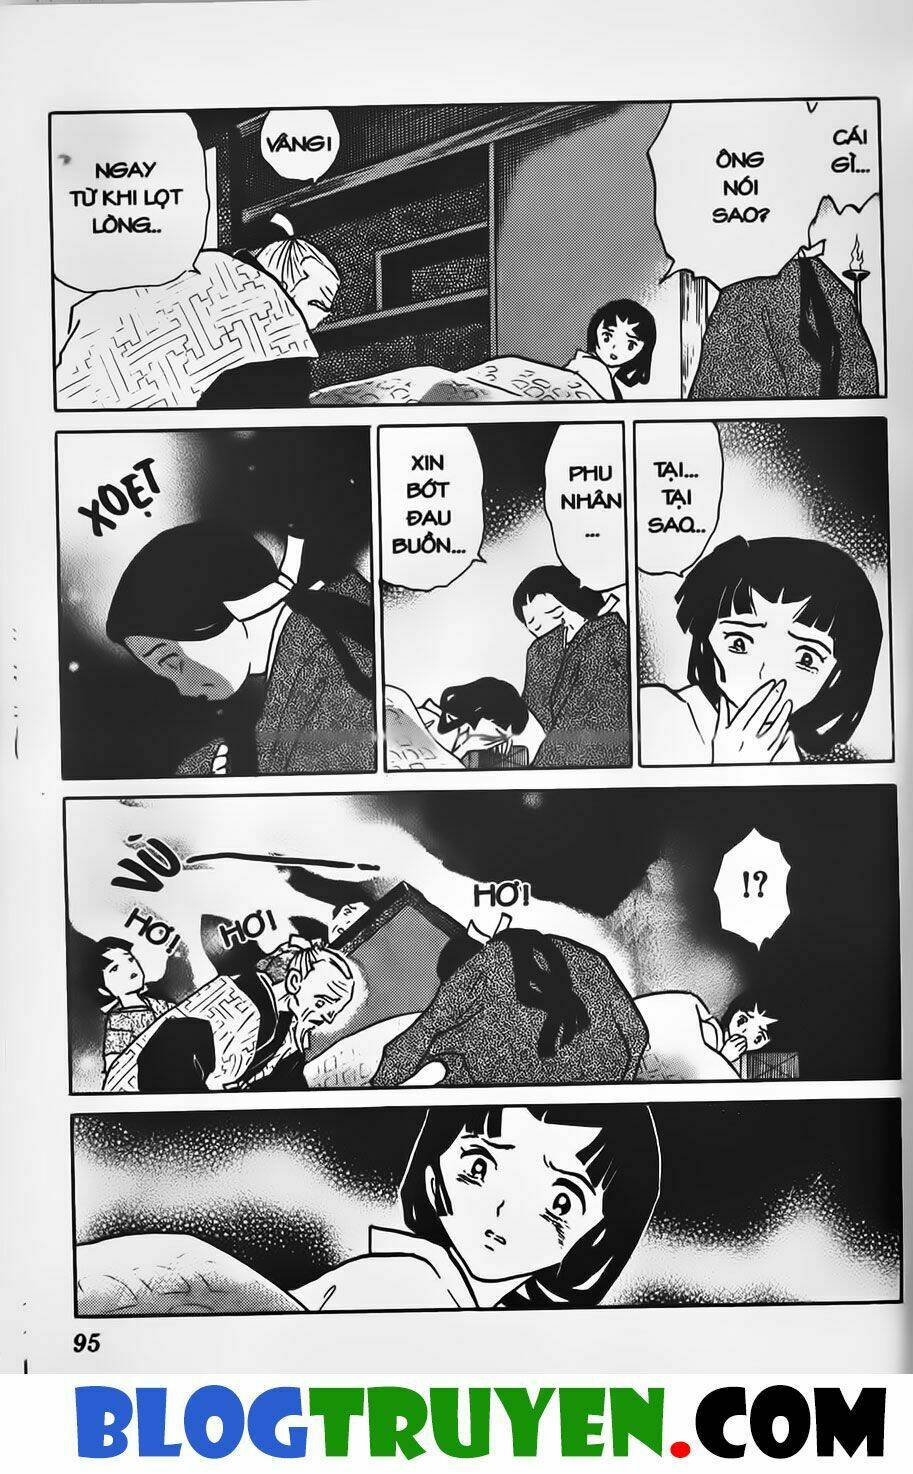 CÁI
GÌ...
ÔNG
NÓI
SAO?
VÂNG!
NGAY
TỪ KHI LỌT
LÒNG...
TẠI...
TẠI
SAO...
PHU
NHÂN
...
XIN
BỚT
ĐAU
BUỒN...
XOẸT
!?
HƠ!
VÙ
HƠ!
HƠ!
95
BLOGTRUYEN.COM